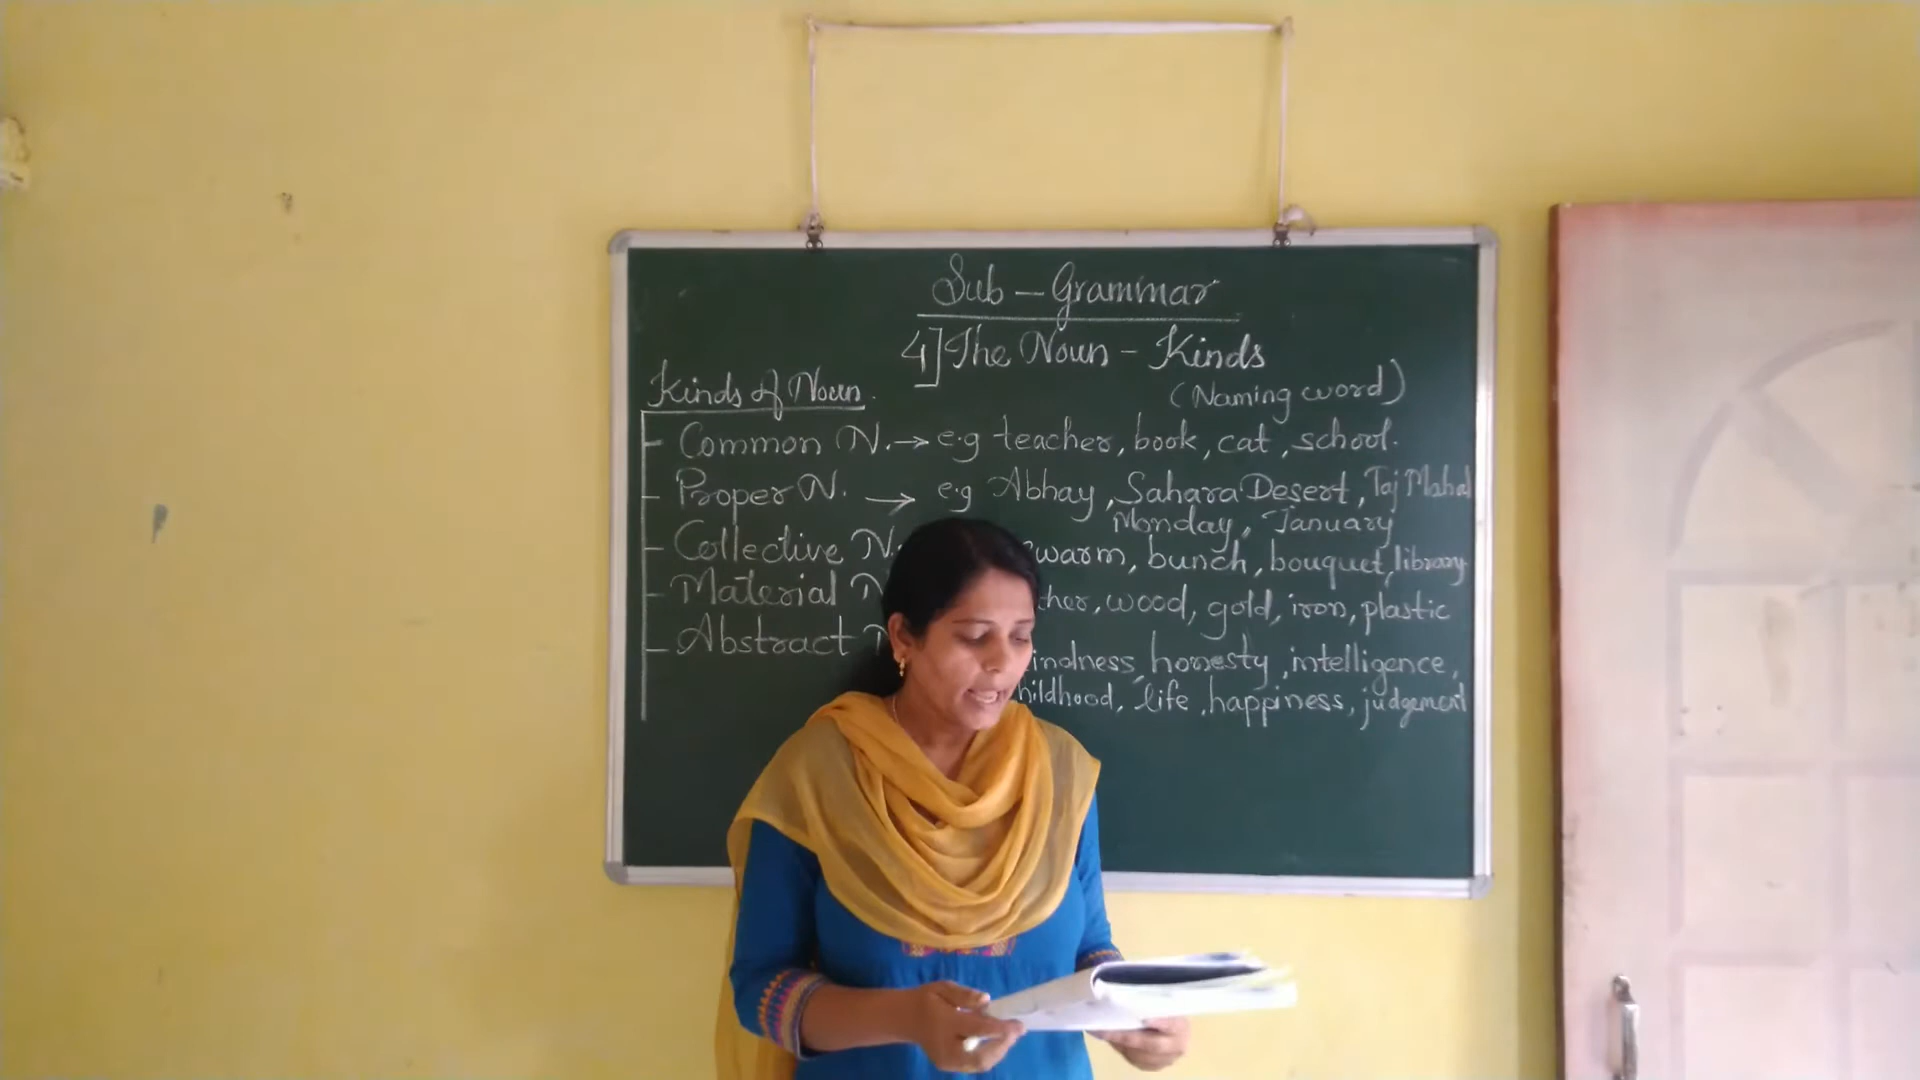 Sub – Grammar
4] The Noun – Kinds
Kinds of Noun.
(Naming word)
Common N. → e.g teacher, book, cat, school.
Proper N. → e.g Abhay, Sahara Desert, Taj Mahal
Monday, January
Collective N. swarm, bunch, bouquet, library
Material N wood, gold, iron, plastic
Abstract N kindness, honesty, intelligence,
childhood, life, happiness, judgement